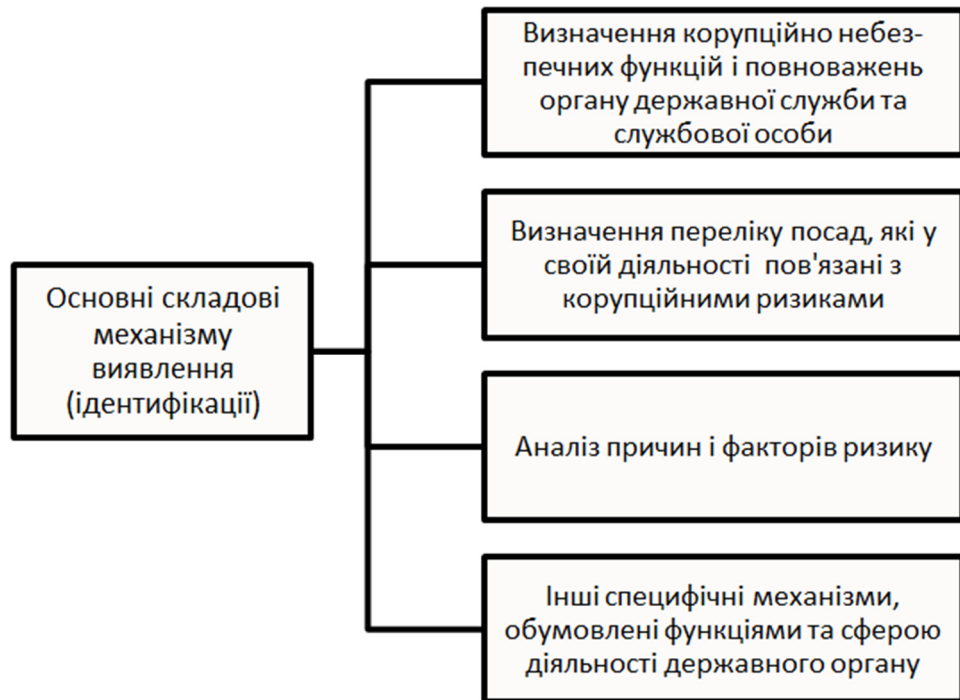 Визначення корупційно небез-
печних функцій і повноважень
органу державної служби та
службової особи
Визначення переліку посад, які у
своїй діяльності пов'язані з
корупційними ризиками
Основні складові
механізму
виявлення
(ідентифікації)
Аналіз причин і факторів ризику
Інші специфічні механізми,
обумовлені функціями та сферою
діяльності державного органу